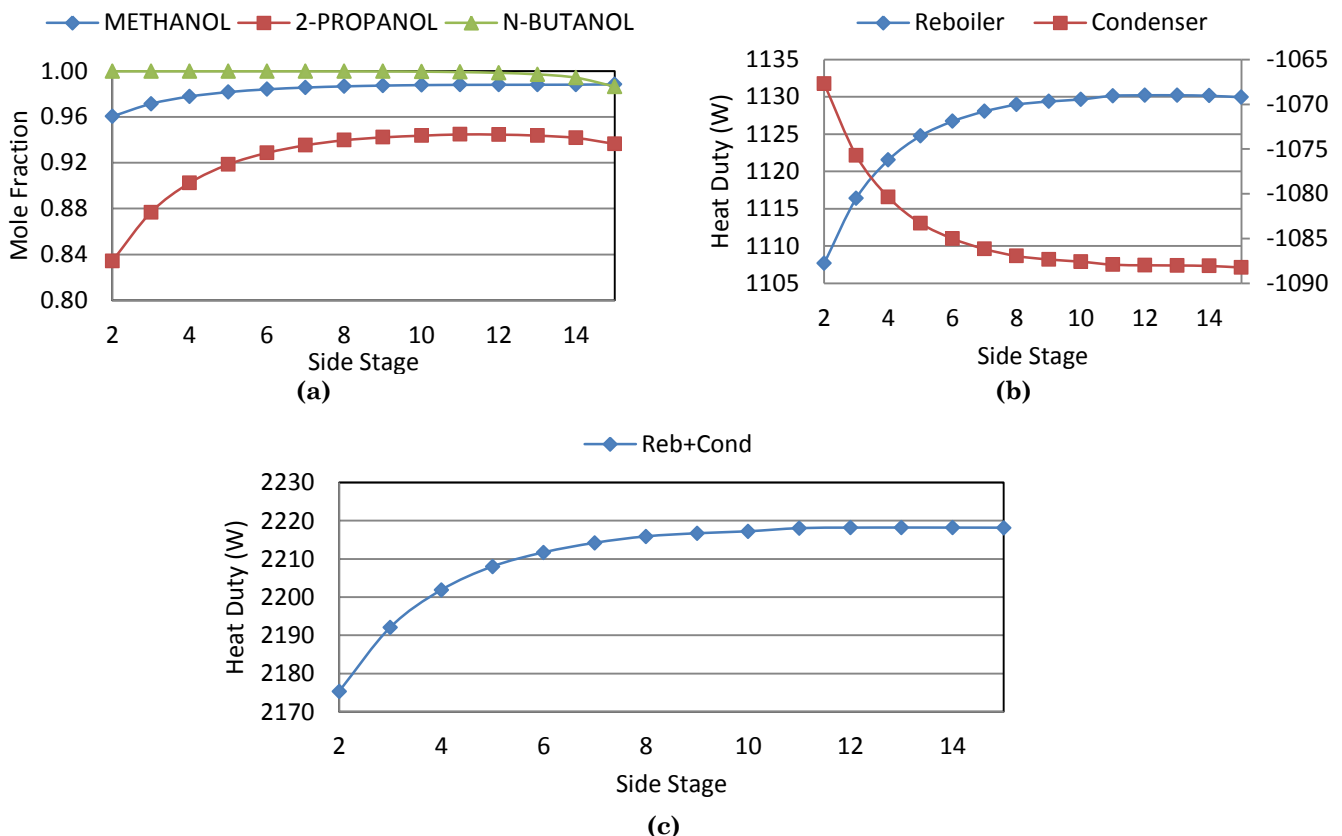 METHANOL 2-PROPANOL N-BUTANOL
1.00
0.96
0.92
0.88
0.84
0.80
Mole Fraction
2 4 6 8 10 12 14
Side Stage
(a)
Reboiler Condenser
1135
1130
1125
1120
1115
1110
1105
Heat Duty (W)
-1065
-1070
-1075
-1080
-1085
-1090
2 4 6 8 10 12 14
Side Stage
(b)
Reb+Cond
2230
2220
2210
2200
2190
2180
2170
Heat Duty (W)
2 4 6 8 10 12 14
Side Stage
(c)